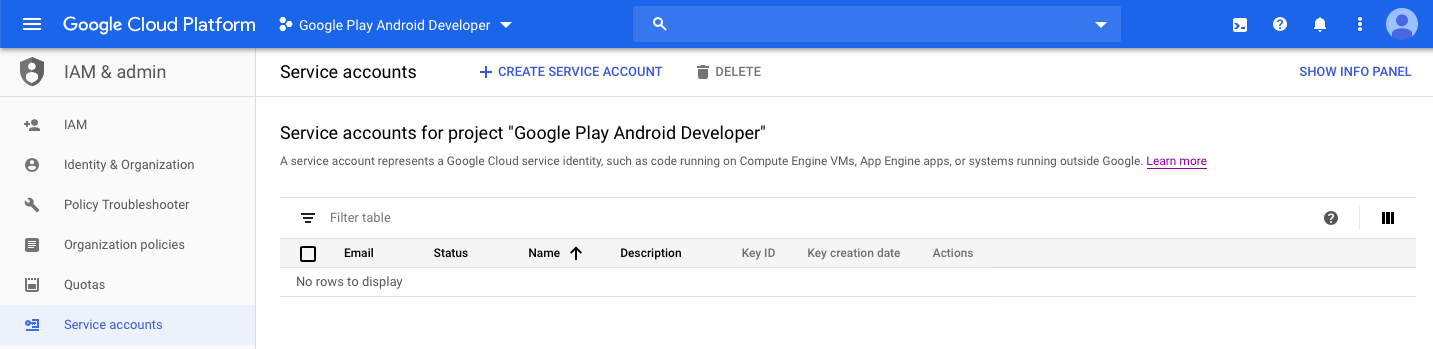 Google Cloud Platform Google Play Android Developer
IAM & admin Service accounts CREATE SERVICE ACCOUNT DELETE SHOW INFO PANEL
IAM
Identity & Organization
Policy Troubleshooter
Organization policies
Quotas
Service accounts
Service accounts for project "Google Play Android Developer"
A service account represents a Google Cloud service identity, such as code running on Compute Engine VMs, App Engine apps, or systems running outside Google. Learn more
Filter table
Email Status Name Description Key ID Key creation date Actions
No rows to display